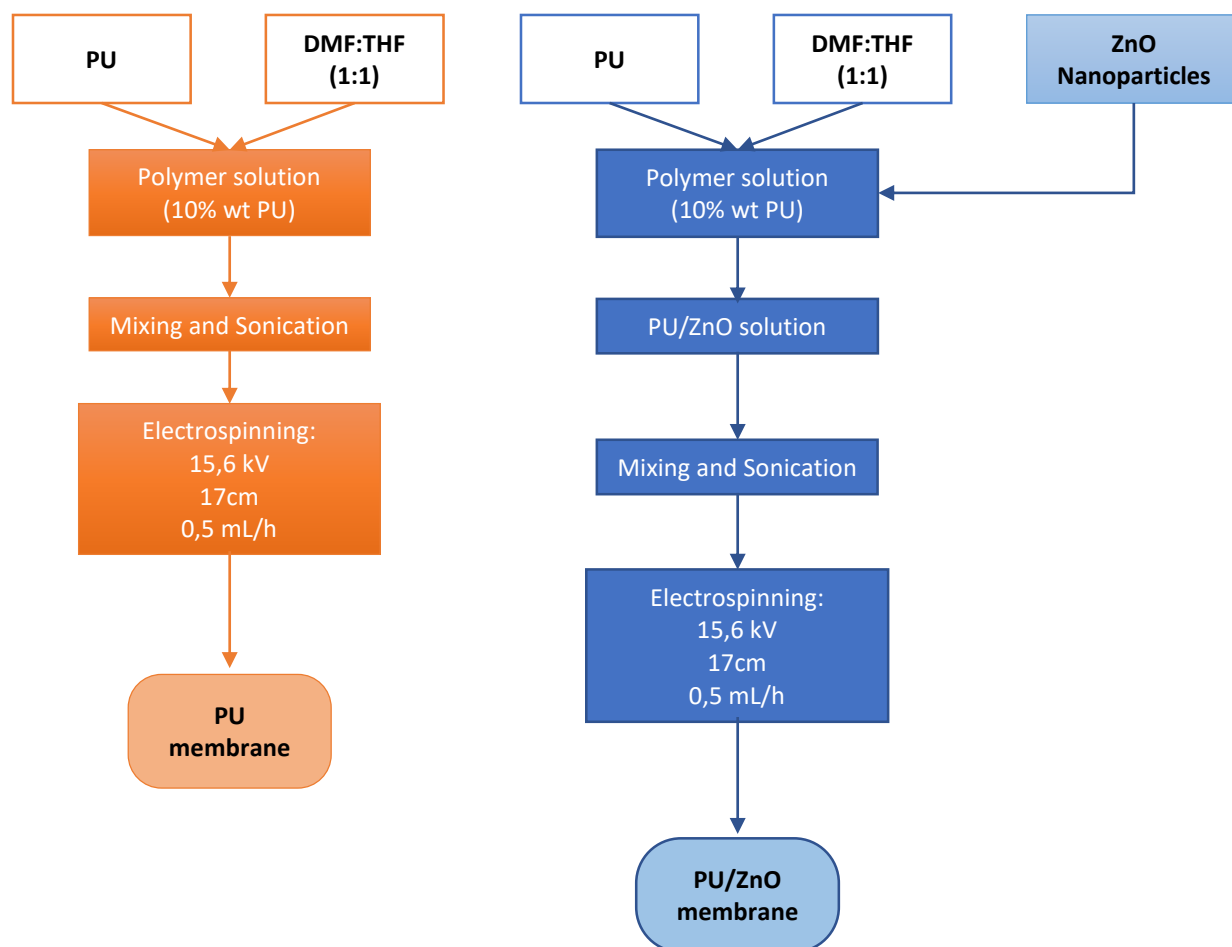 PU
DMF:THF
(1:1)
Polymer solution
(10% wt PU)
Mixing and Sonication
Electrospinning:
15,6 kV
17cm
0,5 mL/h
PU
membrane
PU
DMF:THF
(1:1)
ZnO
Nanoparticles
Polymer solution
(10% wt PU)
PU/ZnO solution
Mixing and Sonication
Electrospinning:
15,6 kV
17cm
0,5 mL/h
PU/ZnO
membrane